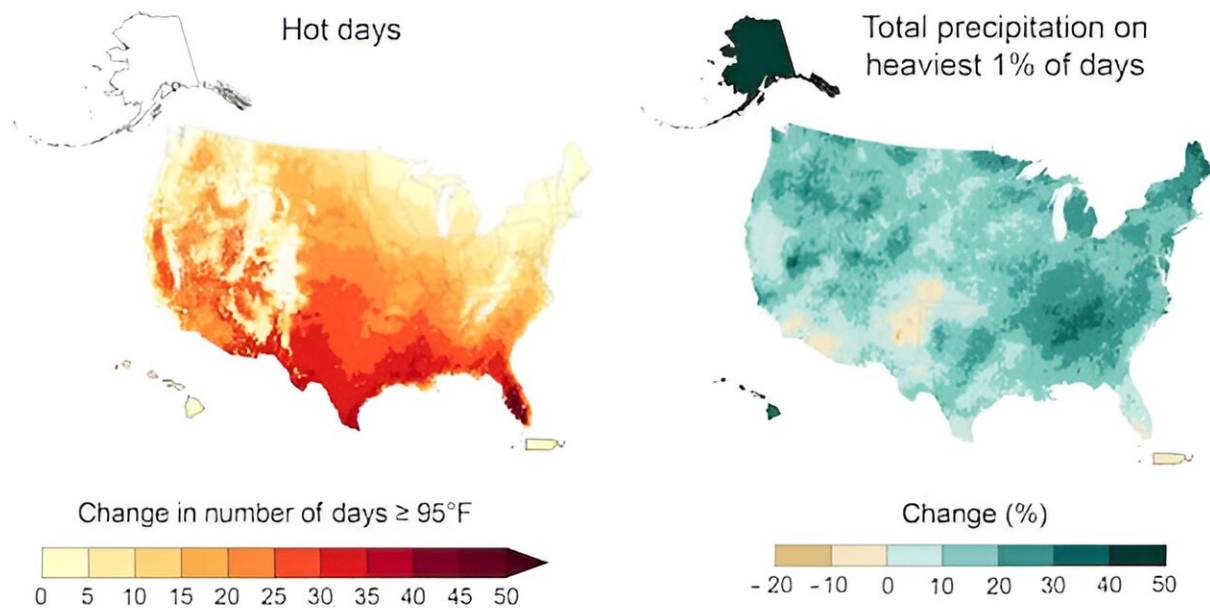 Hot days
Total precipitation on
heaviest 1% of days
Change in number of days ≥ 95°F
0 5 10 15 20 25 30 35 40 45 50
Change (%)
-20 -10 0 10 20 30 40 50